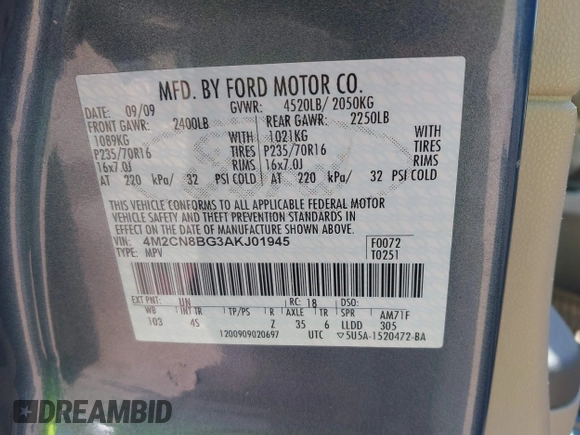 MFD. BY FORD MOTOR CO.
DATE: 09/09 GVWR: 4520LB/ 2050KG
FRONT GAWR: 2400LB REAR GAWR: 2250LB
1089KG WITH 1021KG WITH
P235/70R16 TIRES P235/70R16 TIRES
16x7.0J RIMS 16x7.0J RIMS
AT 220 kPa/ 32 PSI COLD AT 220 kPa/ 32 PSI COLD
THIS VEHICLE CONFORMS TO ALL APPLICABLE FEDERAL MOTOR
VEHICLE SAFETY AND THEFT PREVENTION STANDARDS IN
EFFECT ON THE DATE OF MANUFACTURE SHOWN ABOVE.
VIN: 4M2CN8BG3AKJ01945 F0072
TYPE: MPV T0251
EXT PNT: UN RC: 18 DSO:
WB INT TR TP/PS R AXLE TR SPR AM71F
103 4S Z 35 6 LLDD 305
1200909020697 UTC ▽5U5A-1520472-BA
DREAMBID